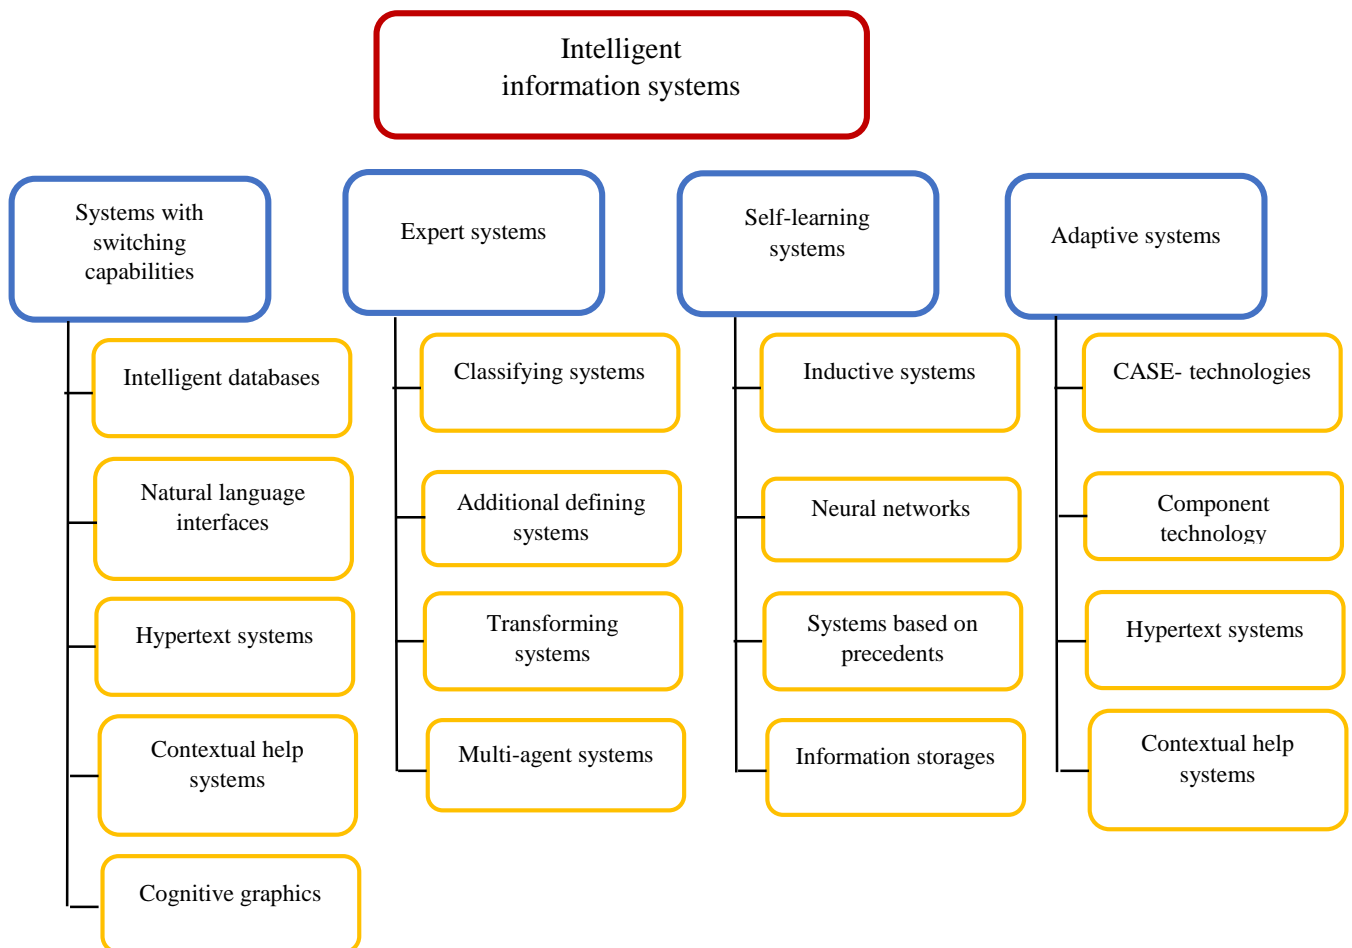 Intelligent
information systems
Systems with
switching
capabilities
Expert systems
Self-learning
systems
Adaptive systems
Intelligent databases
Classifying systems
Inductive systems
CASE- technologies
Natural language
interfaces
Additional defining
systems
Neural networks
Component
technology
Hypertext systems
Transforming
systems
Systems based on
precedents
Hypertext systems
Contextual help
systems
Multi-agent systems
Information storages
Contextual help
systems
Cognitive graphics